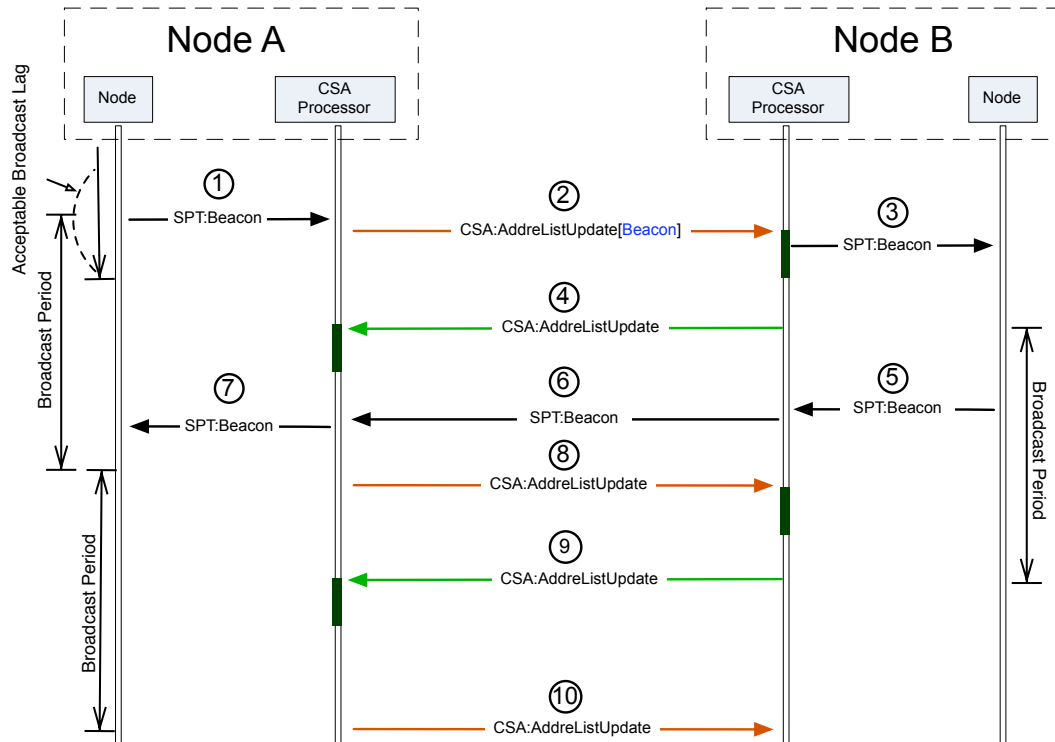 Node A
Node B
Node
CSA
Processor
CSA
Processor
Node
Acceptable Broadcast Lag
1
SPT:Beacon
2
CSA:AddreListUpdate[Beacon]
3
SPT:Beacon
Broadcast Period
4
CSA:AddreListUpdate
5
SPT:Beacon
6
SPT:Beacon
7
SPT:Beacon
Broadcast Period
8
CSA:AddreListUpdate
9
CSA:AddreListUpdate
Broadcast Period
10
CSA:AddreListUpdate